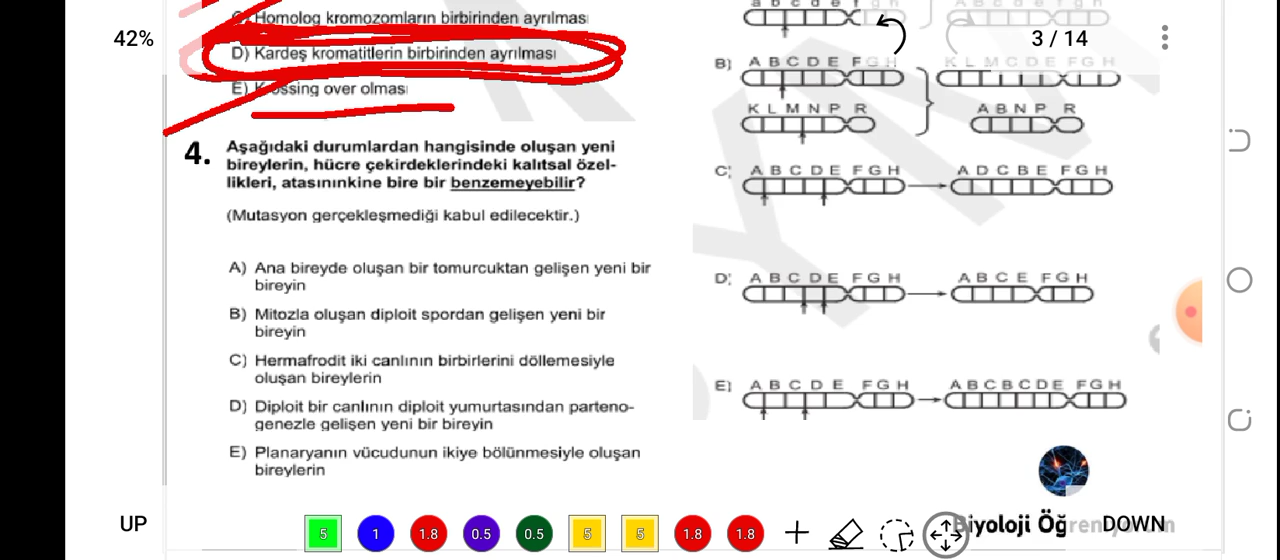 42%
C) Homolog kromozomların birbirinden ayrılması
D) Kardeş kromatitlerin birbirinden ayrılması
E) Krossing over olması
4. Aşağıdaki durumlardan hangisinde oluşan yeni
bireylerin, hücre çekirdeklerindeki kalıtsal özel-
likleri, atasınınkine bire bir benzemeyebilir?
(Mutasyon gerçekleşmediği kabul edilecektir.)
A) Ana bireyde oluşan bir tomurcuktan gelişen yeni bir
bireyin
B) Mitozla oluşan diploit spordan gelişen yeni bir
bireyin
C) Hermafrodit iki canlının birbirlerini döllemesiyle
oluşan bireylerin
D) Diploit bir canlının diploit yumurtasından parteno-
genezle gelişen yeni bir bireyin
E) Planaryanın vücudunun ikiye bölünmesiyle oluşan
bireylerin
a b c d e f g h A B C d e f g h
3 / 14
B) A B C D E F G H K L M C D E F G H
K L M N P R A B N P R
C) A B C D E F G H A D C B E F G H
D) A B C D E F G H A B C E F G H
E) A B C D E F G H A B C B C D E F G H
UP
5 1 1.8 0.5 0.5 5 5 1.8 1.8
Biyoloji Öğreniyorum
DOWN